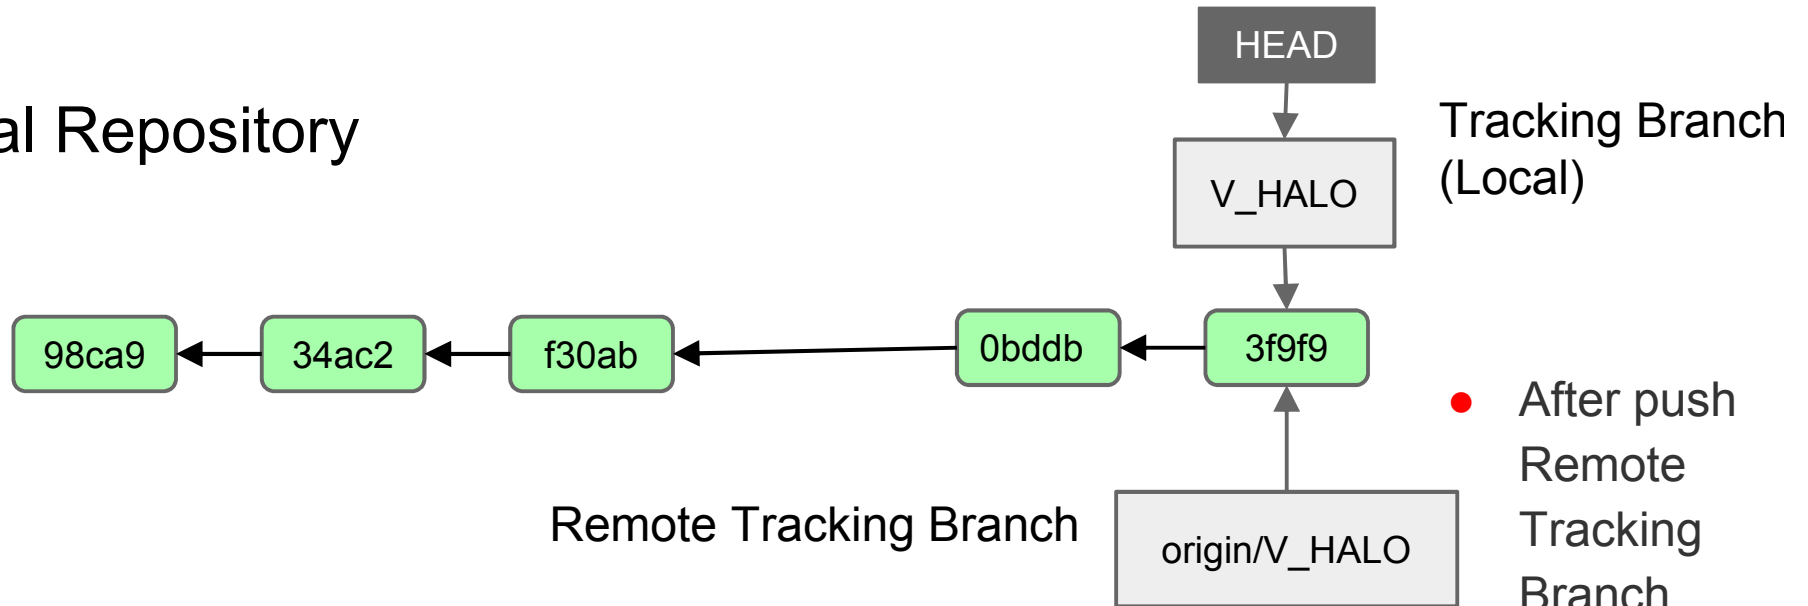 HEAD
al Repository
Tracking Branch
(Local)
V_HALO
98ca9
34ac2
f30ab
0bddb
3f9f9
● After push
Remote
Tracking
Branch
Remote Tracking Branch
origin/V_HALO